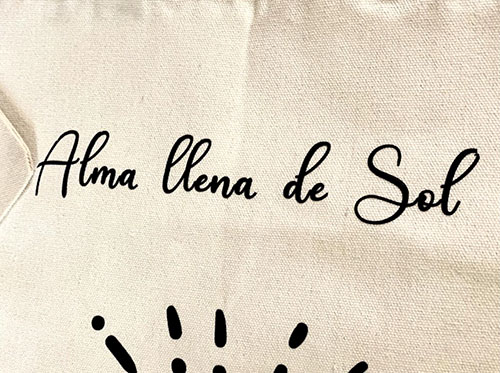 Alma llena de Sol